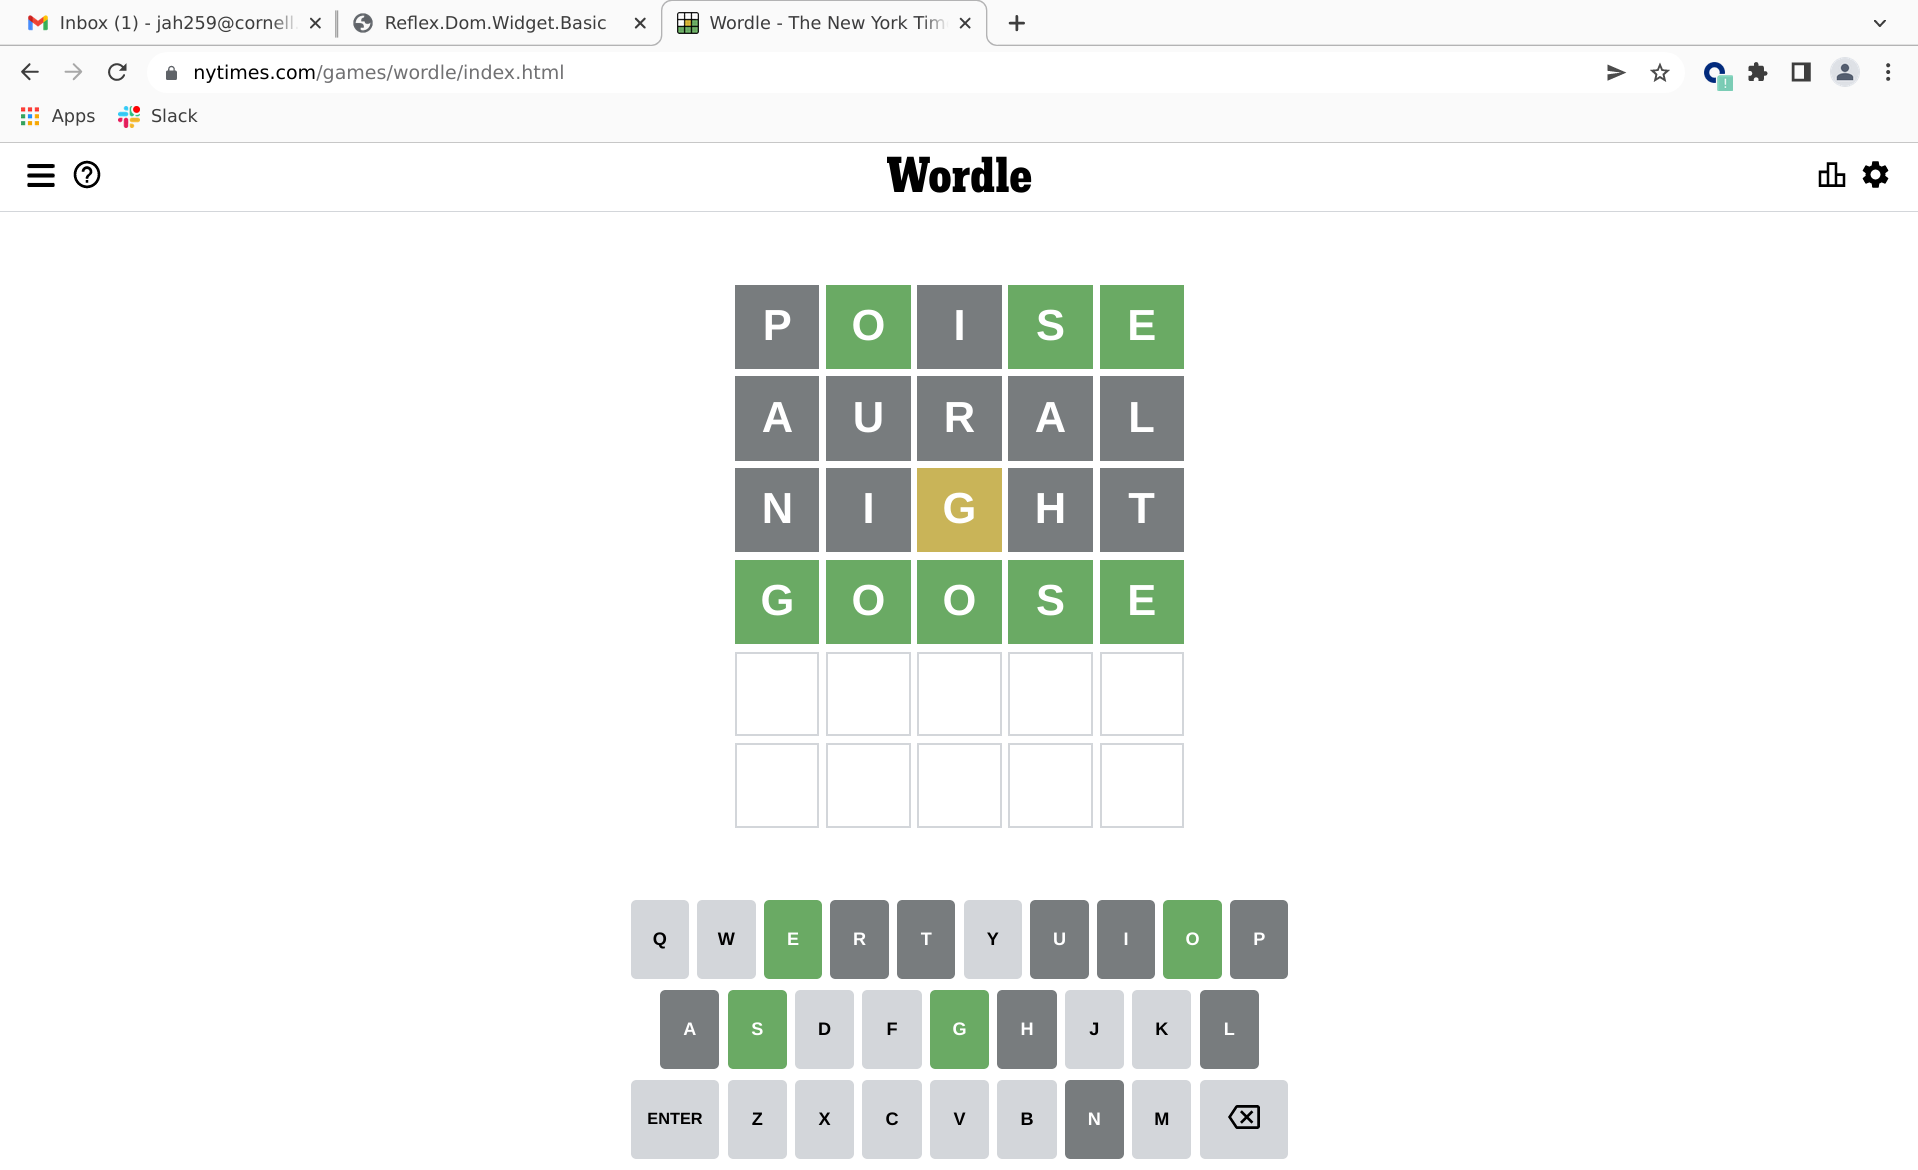 Inbox (1) - jah259@cornell.
Reflex.Dom.Widget.Basic
Wordle - The New York Tim
nytimes.com/games/wordle/index.html
Apps
Slack
Wordle
P O I S E
A U R A L
N I G H T
G O O S E
Q W E R T Y U I O P
A S D F G H J K L
ENTER Z X C V B N M